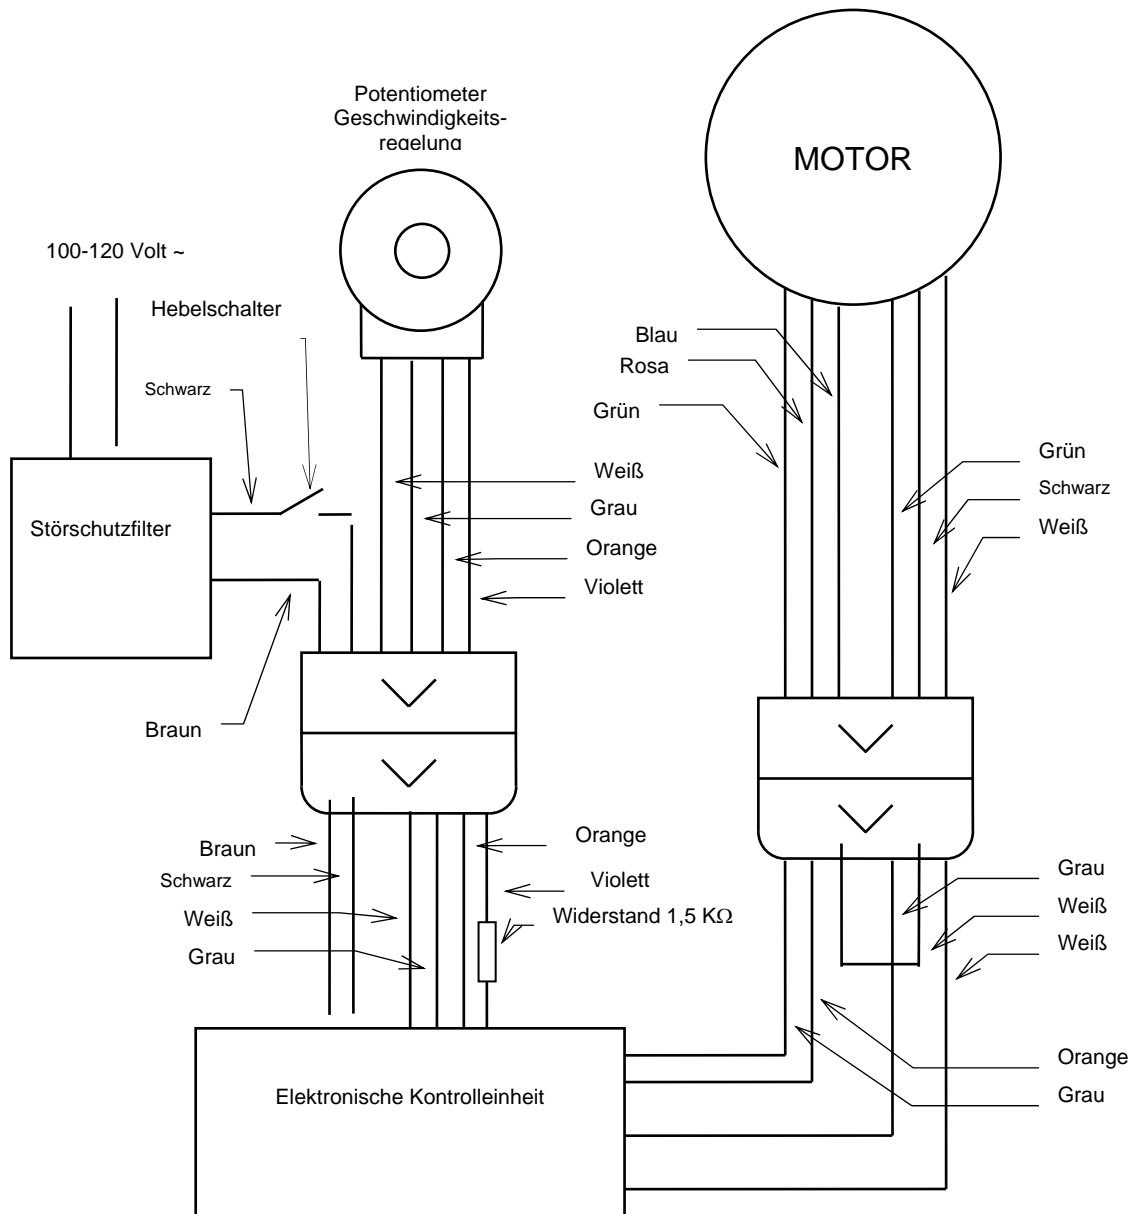 Potentiometer
Geschwindigkeits-
regelung
MOTOR
100-120 Volt ~
Hebelschalter
Schwarz
Störschutzfilter
Braun
Weiß
Grau
Orange
Violett
Blau
Rosa
Grün
Grün
Schwarz
Weiß
Braun
Schwarz
Weiß
Grau
Orange
Violett
Widerstand 1,5 KΩ
Grau
Weiß
Weiß
Orange
Grau
Elektronische Kontrolleinheit